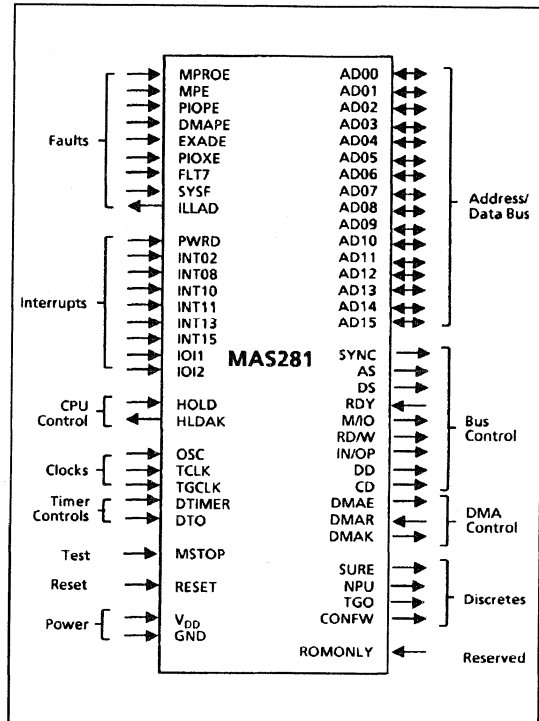 Faults
MPROE
MPE
PIOPE
DMAPE
EXADE
PIOXE
FLT7
SYSF
ILLAD
Interrupts
PWRD
INT02
INT08
INT10
INT11
INT13
INT15
IOI1
IOI2
CPU
Control
HOLD
HLDAK
Clocks
OSC
TCLK
TGCLK
Timer
Controls
DTIMER
DTO
Test
MSTOP
Reset
RESET
Power
VDD
GND
MAS281
AD00
AD01
AD02
AD03
AD04
AD05
AD06
AD07
AD08
AD09
AD10
AD11
AD12
AD13
AD14
AD15
Address/
Data Bus
SYNC
AS
DS
RDY
M/IO
RD/W
IN/OP
DD
CD
Bus
Control
DMAE
DMAR
DMAK
DMA
Control
SURE
NPU
TGO
CONFW
Discretes
ROMONLY
Reserved